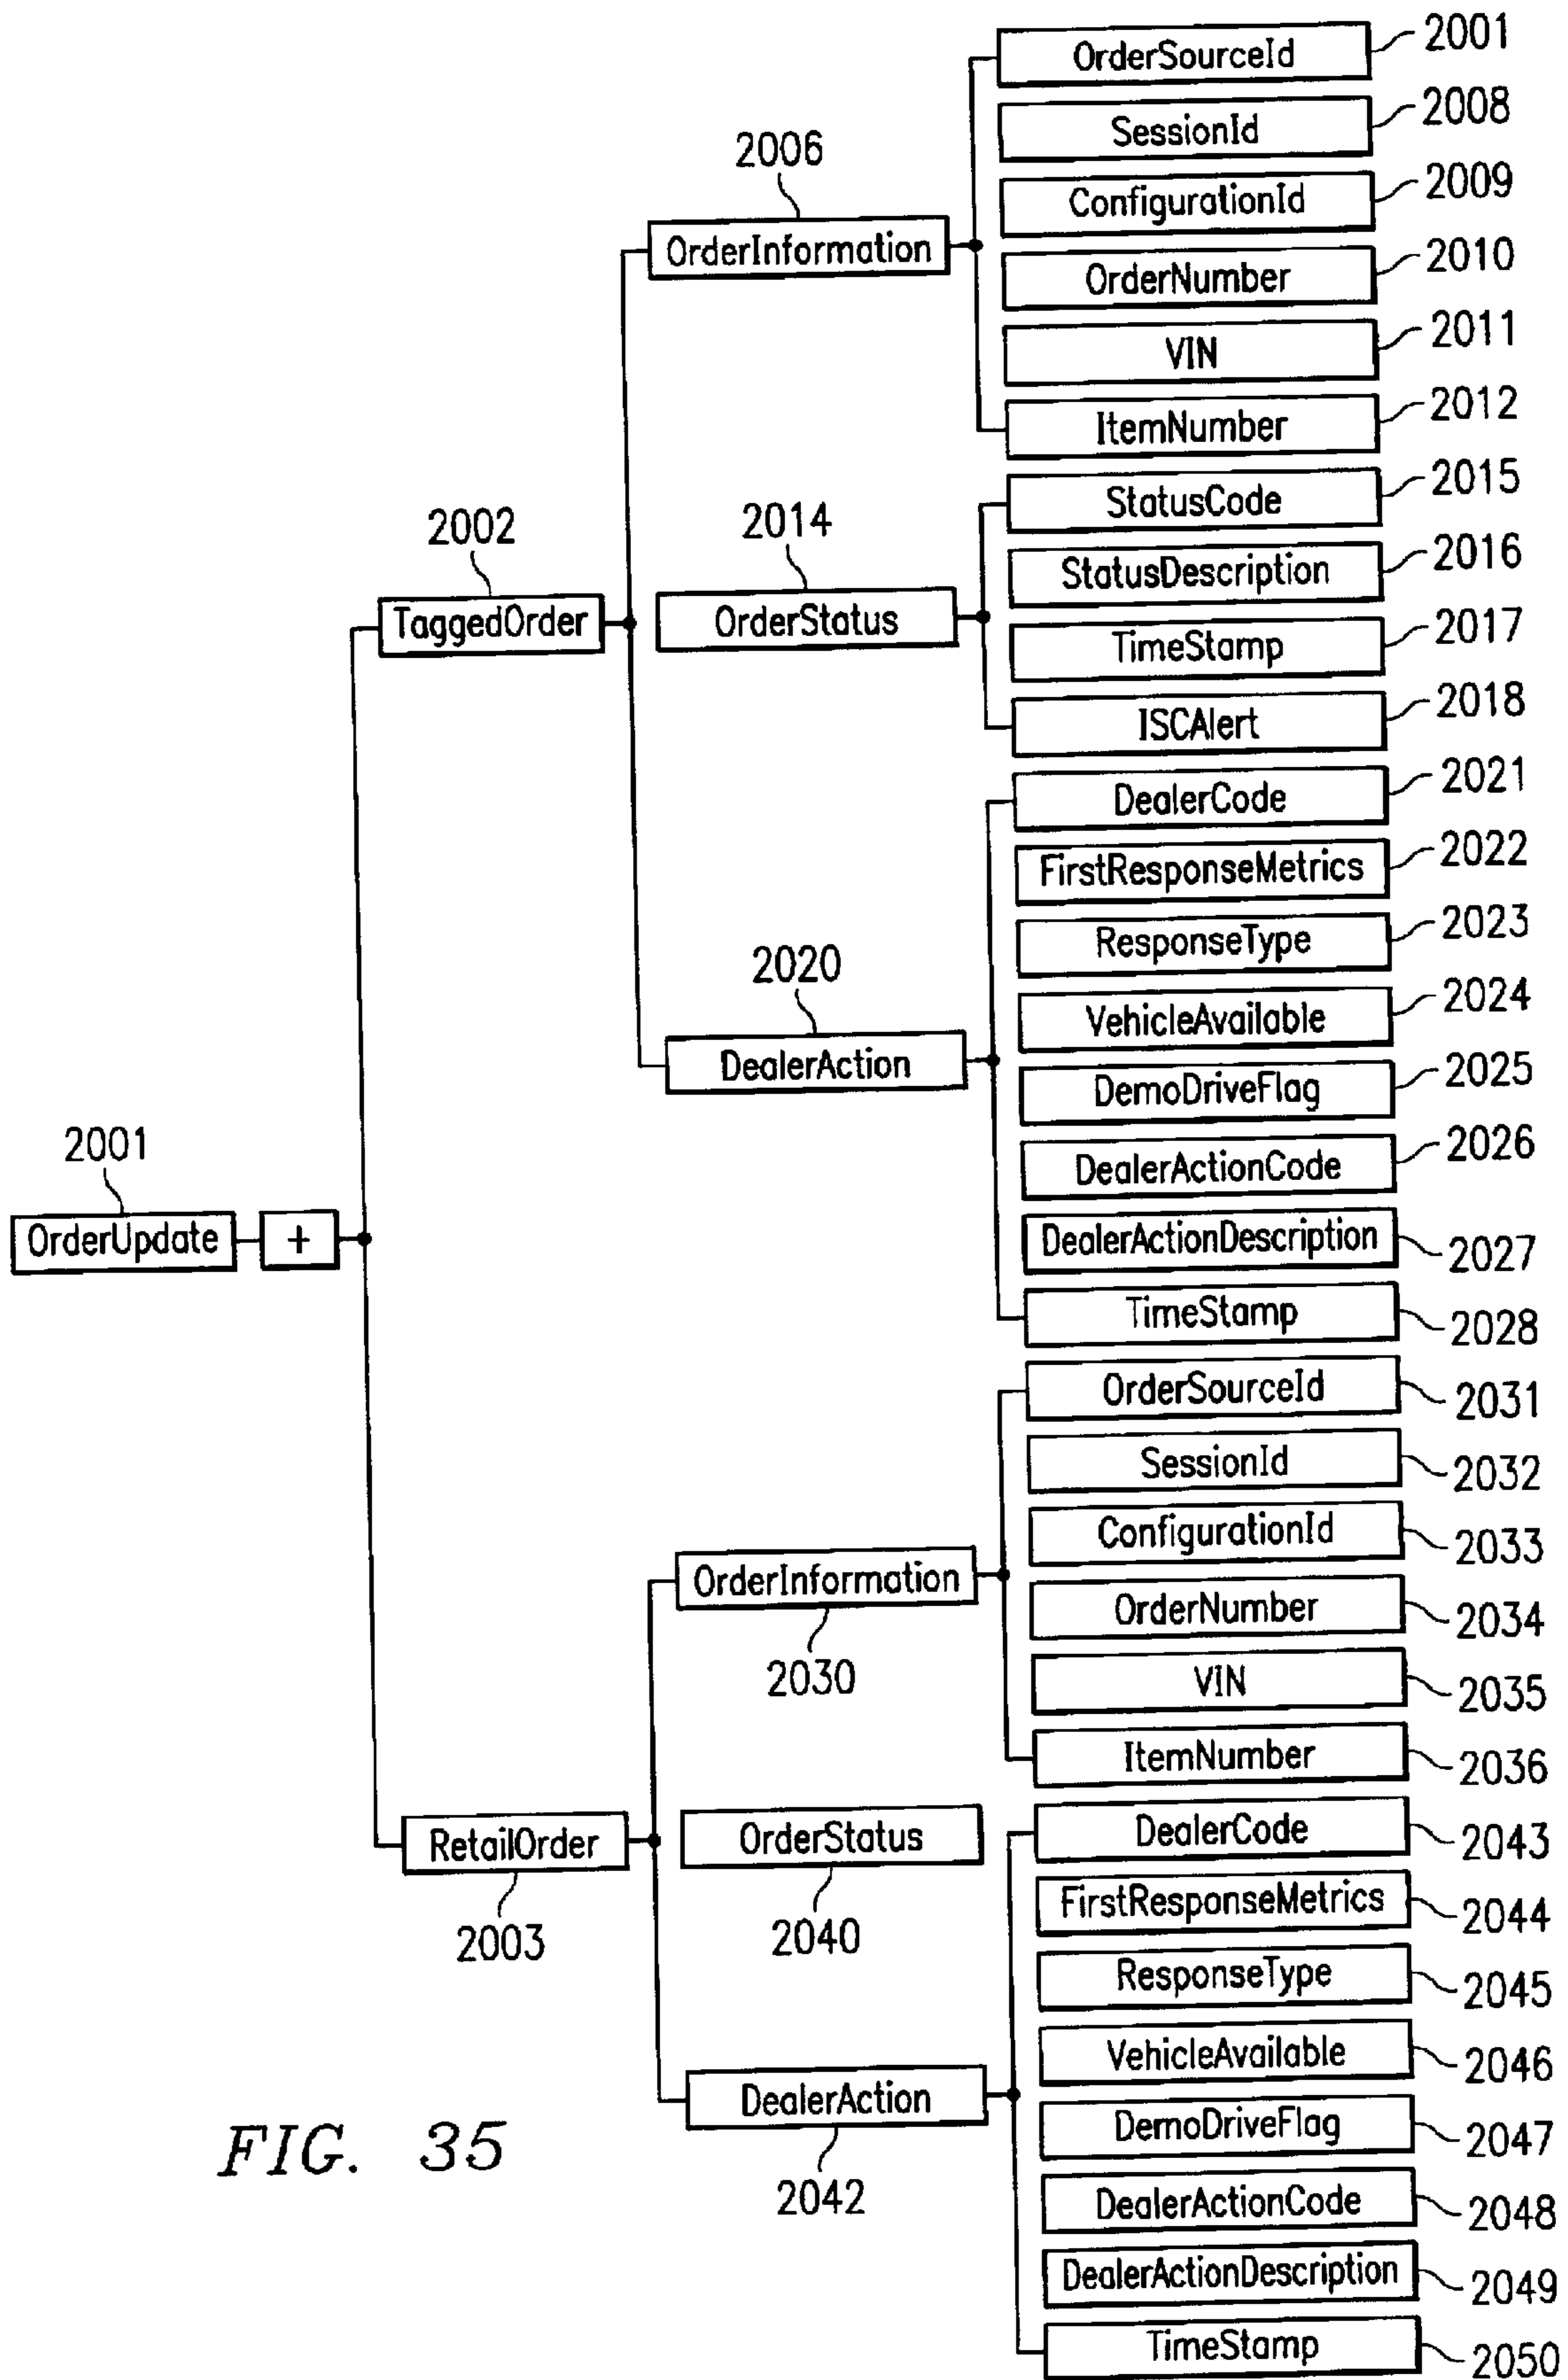 OrderSourceId 2001
SessionId 2008
2006
ConfigurationId 2009
OrderInformation
OrderNumber 2010
VIN 2011
ItemNumber 2012
StatusCode 2015
2002
2014
StatusDescription 2016
TaggedOrder
OrderStatus
TimeStamp 2017
ISCAlert 2018
DealerCode 2021
FirstResponseMetrics 2022
ResponseType 2023
2020
VehicleAvailable 2024
DealerAction
DemoDriveFlag 2025
2001
DealerActionCode 2026
OrderUpdate +
DealerActionDescription 2027
TimeStamp 2028
OrderSourceId 2031
SessionId 2032
ConfigurationId 2033
OrderInformation
OrderNumber 2034
2030
VIN 2035
ItemNumber 2036
RetailOrder
OrderStatus
DealerCode 2043
2003
2040
FirstResponseMetrics 2044
ResponseType 2045
VehicleAvailable 2046
DealerAction
DemoDriveFlag 2047
FIG. 35
2042
DealerActionCode 2048
DealerActionDescription 2049
TimeStamp 2050